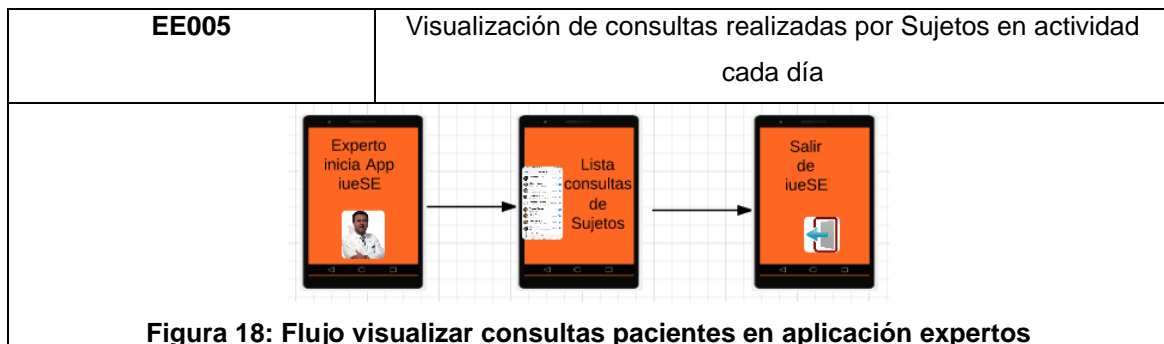 EE005
Visualización de consultas realizadas por Sujetos en actividad
cada día
Experto
inicia App
iueSE
Lista
consultas
de
Sujetos
Salir
de
iueSE
Figura 18: Flujo visualizar consultas pacientes en aplicación expertos